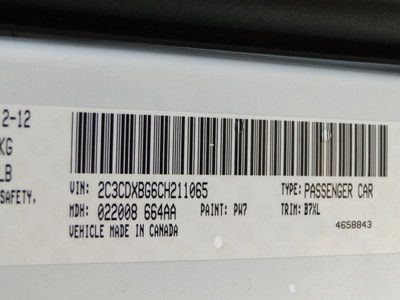 2-12
KG
LB
SAFETY,
VIN: 2C3CDXBG6CH211065 TYPE: PASSENGER CAR
MDH: 022008 664AA PAINT: PW7 TRIM: B7XL
VEHICLE MADE IN CANADA 4658843